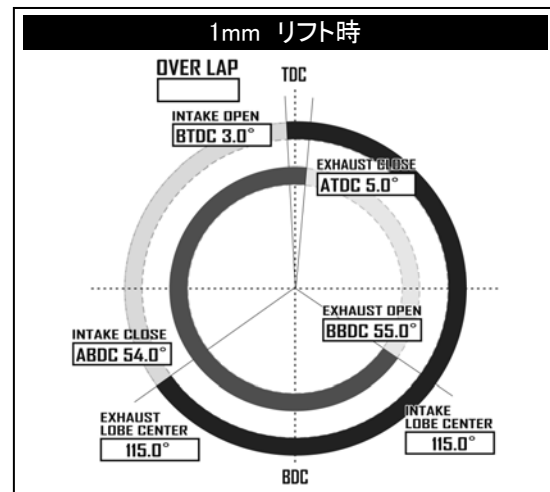 1mm リフト時
OVER LAP
TDC
INTAKE OPEN
BTDC 3.0°
EXHAUST CLOSE
ATDC 5.0°
EXHAUST OPEN
BBDC 55.0°
INTAKE CLOSE
ABDC 54.0°
EXHAUST
LOBE CENTER
115.0°
INTAKE
LOBE CENTER
115.0°
BDC